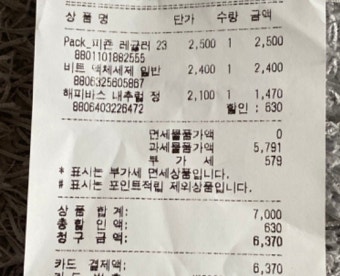 상 품 명 단가 수량 금액
Pack_피죤 레귤러 23 2,500 1 2,500
8801101882555
비트 액체세제 일반 2,400 1 2,400
8806325605867
해피바스 내추럴 정 2,100 1 1,470
8806403226472 할인 : 630
면세물품가액 0
과세물품가액 5,791
부 가 세 579
* 표시는 부가세 면세상품입니다.
# 표시는 포인트적립 제외상품입니다.
상 품 합계: 7,000
총 할 인 액: 630
청 구 금 액: 6,370
카드 결제액: 6,370